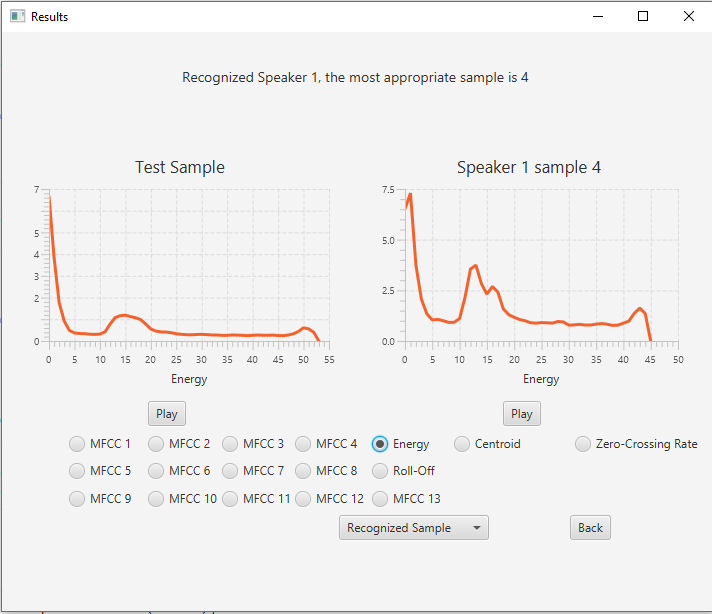 Results
Recognized Speaker 1, the most appropriate sample is 4
Test Sample
Speaker 1 sample 4
7
5
4
3
2
0
0 5 10 15 20 25 30 35 40 45 50 55
Energy
7.5
5.0
2.5
0.0
0 5 10 15 20 25 30 35 40 45 50
Energy
Play
Play
MFCC 1 MFCC 2 MFCC 3 MFCC 4 Energy Centroid Zero-Crossing Rate
MFCC 5 MFCC 6 MFCC 7 MFCC 8 Roll-Off
MFCC 9 MFCC 10 MFCC 11 MFCC 12 MFCC 13
Recognized Sample
Back